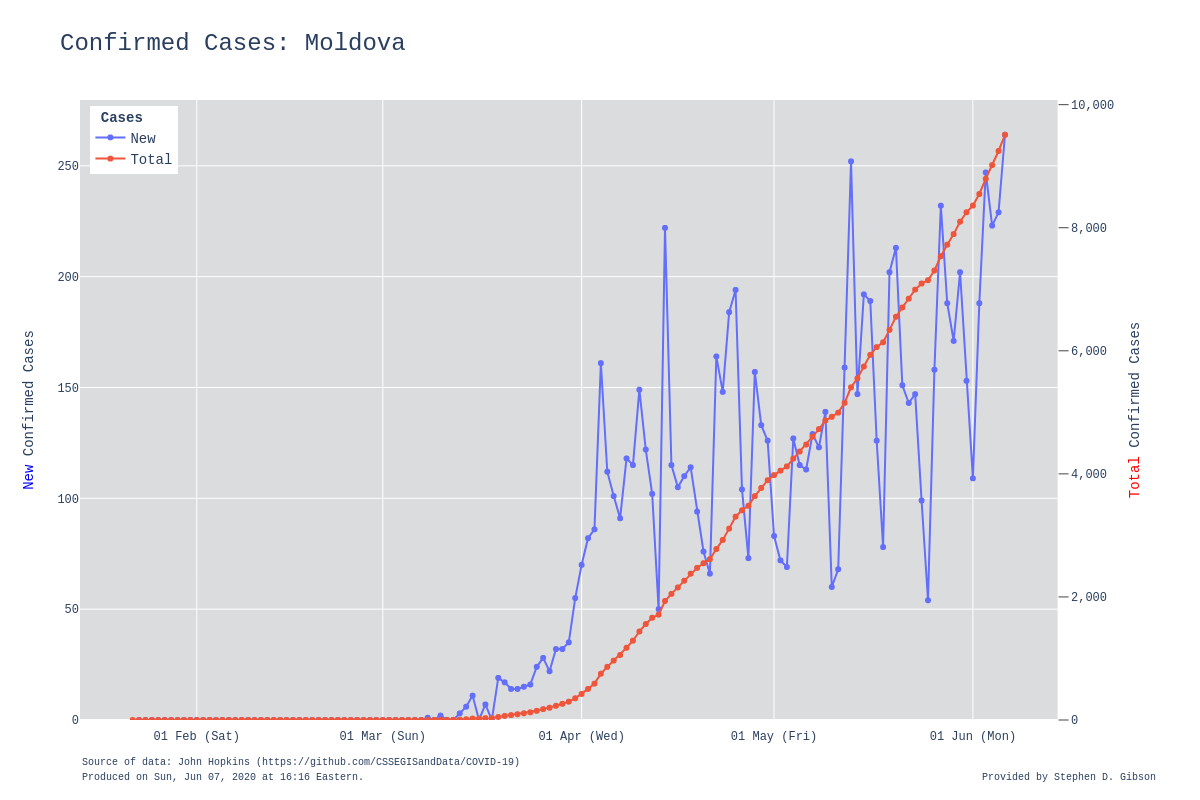 Confirmed Cases: Moldova
Cases
New
Total
250
200
150
100
50
0
New Confirmed Cases
10,000
8,000
6,000
4,000
2,000
0
Total Confirmed Cases
01 Feb (Sat)
01 Mar (Sun)
01 Apr (Wed)
01 May (Fri)
01 Jun (Mon)
Source of data: John Hopkins (https://github.com/CSSEGISandData/COVID-19)
Produced on Sun, Jun 07, 2020 at 16:16 Eastern.
Provided by Stephen D. Gibson